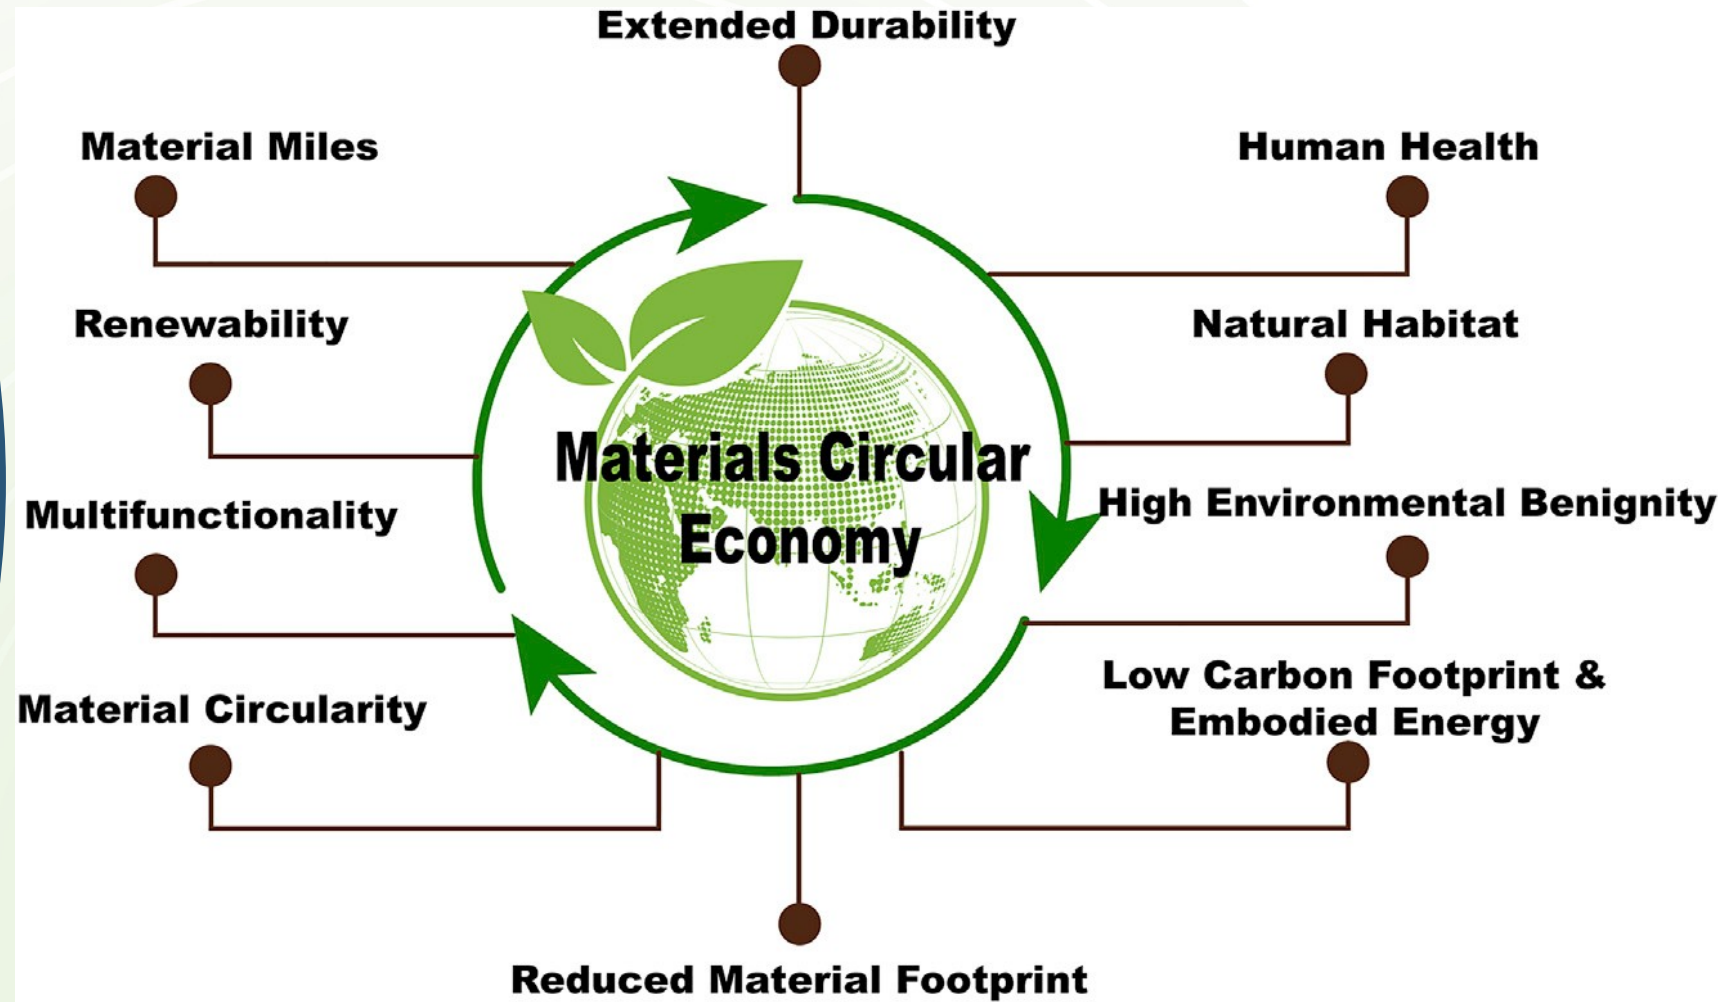 Extended Durability
Material Miles
Human Health
Renewability
Natural Habitat
Materials Circular
Economy
Multifunctionality
High Environmental Benignity
Material Circularity
Low Carbon Footprint &
Embodied Energy
Reduced Material Footprint